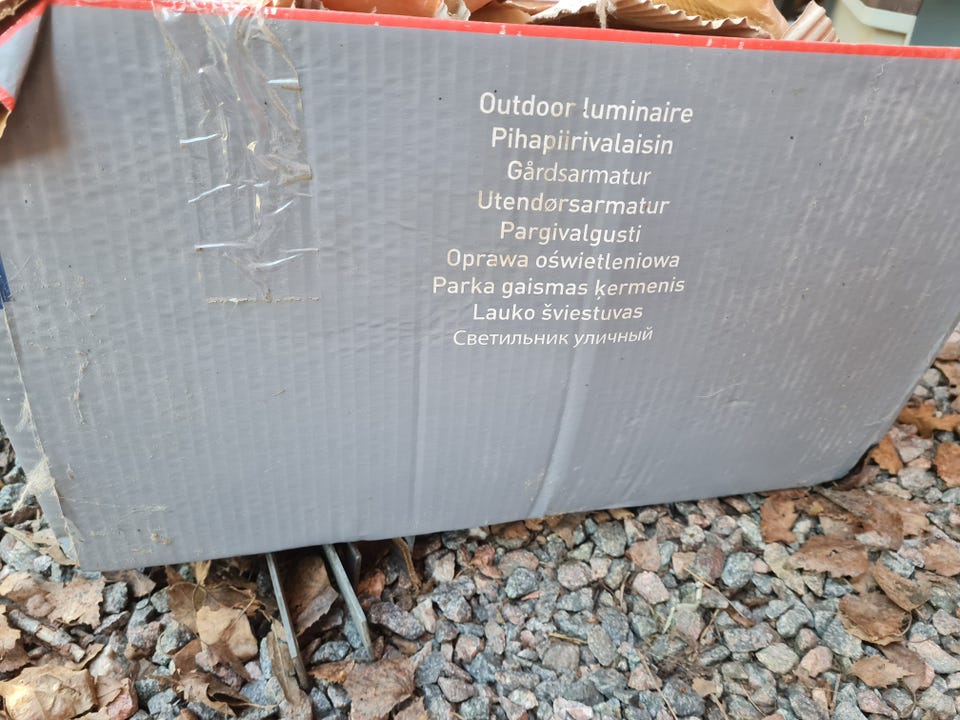 Outdoor luminaire
Pihapiirivalaisin
Gårdsarmatur
Utendørsarmatur
Pargivalgusti
Oprawa oświetleniowa
Parka gaismas ķermenis
Lauko šviestuvas
Светильник уличный